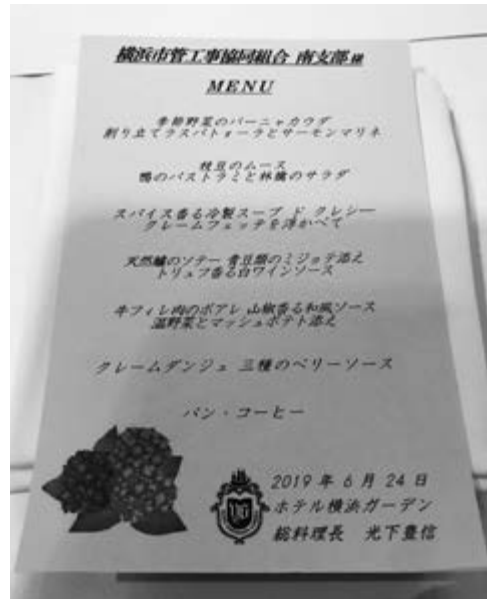 横浜市管工事協同組合 南支部 様
MENU
季節野菜のバーニャカウダ
削り立てラスパドゥーラとサーモンマリネ
枝豆のムース
鴨のパストラミと林檎のサラダ
スパイス香る冷製スープ ド クレシー
クレームフェッテを浮かべて
天然鱸のソテー 青豆類のミジョテ添え
トリュフ香る白ワインソース
牛フィレ肉のポアレ 山椒香る和風ソース
温野菜とマッシュポテト添え
クレームダンジュ 三種のベリーソース
パン・コーヒー
2019年6月24日
ホテル横浜ガーデン
総料理長 光下豊信